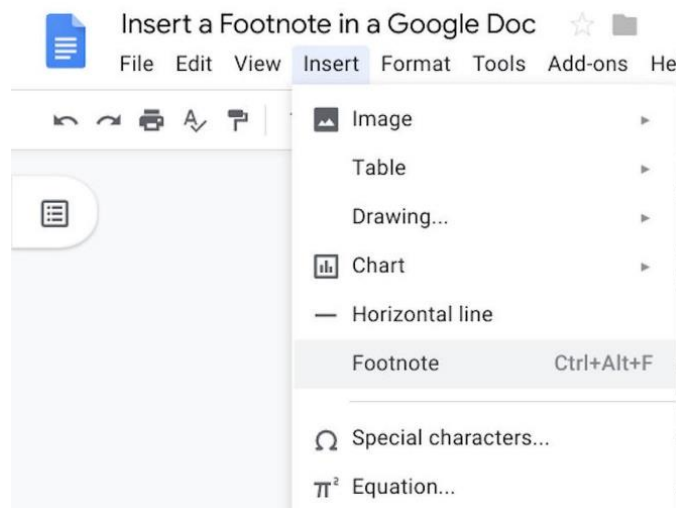 Insert a Footnote in a Google Doc
File Edit View Insert Format Tools Add-ons He
Image
Table
Drawing...
Chart
Horizontal line
Footnote Ctrl+Alt+F
Special characters...
π² Equation...